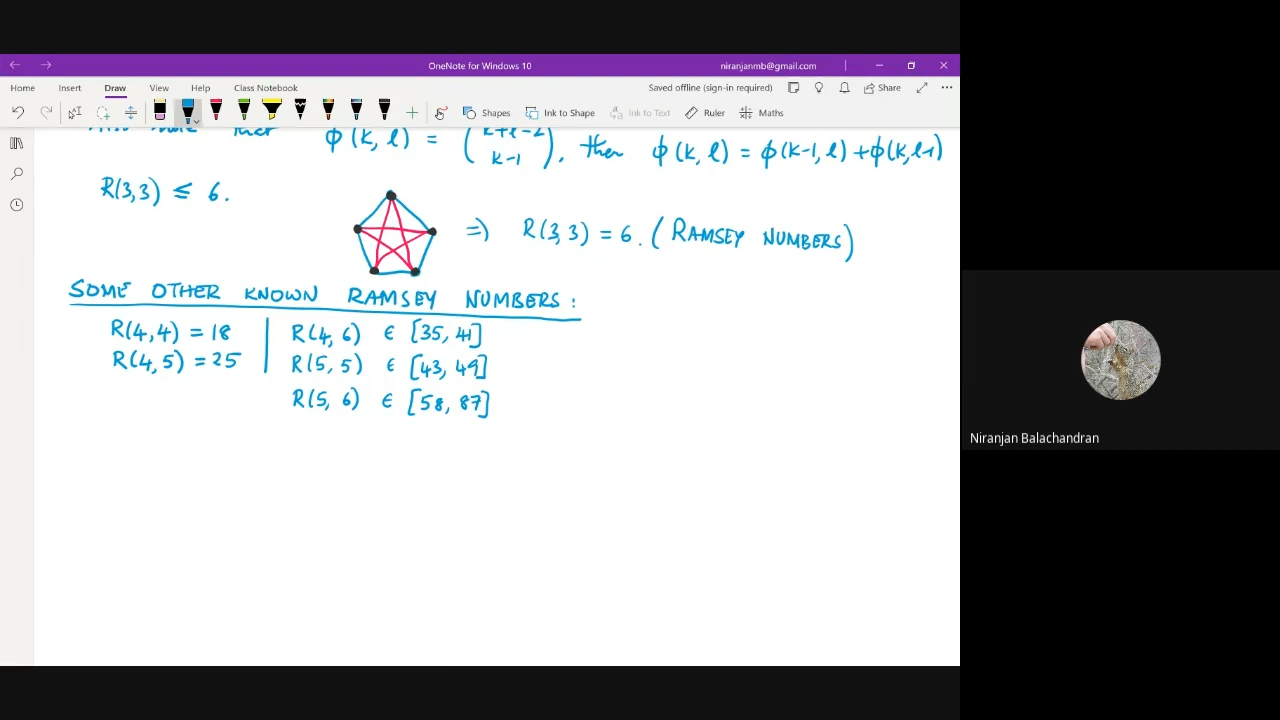 OneNote for Windows 10
niranjanmb@gmail.com
Home Insert Draw View Help Class Notebook
Saved offline (sign-in required)
Share
Shapes Ink to Shape Ink to Text Ruler Maths
that φ(k, l) = (k+l-2 k-1), then φ(k, l) = φ(k-1, l) + φ(k, l-1)
R(3,3) ≤ 6.
⇒ R(3,3) = 6. (RAMSEY NUMBERS)
SOME OTHER KNOWN RAMSEY NUMBERS:
R(4,4) = 18 | R(4, 6) ∈ [35, 41]
R(4,5) = 25 | R(5, 5) ∈ [43, 49]
R(5, 6) ∈ [58, 87]
Niranjan Balachandran